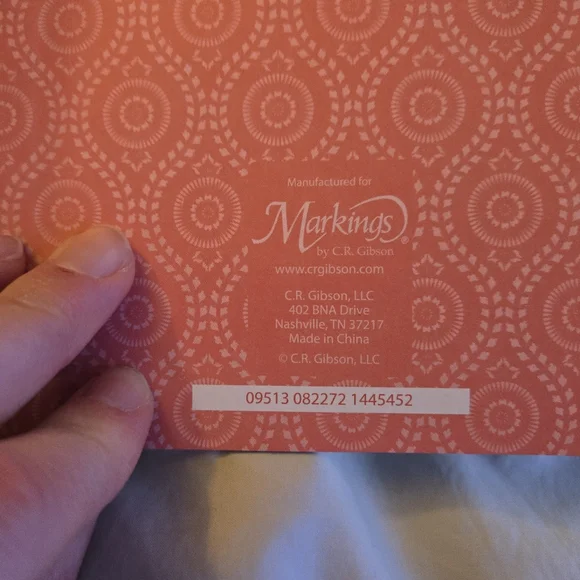 Manufactured for
Markings®
by C.R. Gibson
www.crgibson.com
C.R. Gibson, LLC
402 BNA Drive
Nashville, TN 37217
Made in China
© C.R. Gibson, LLC
09513 082272 1445452